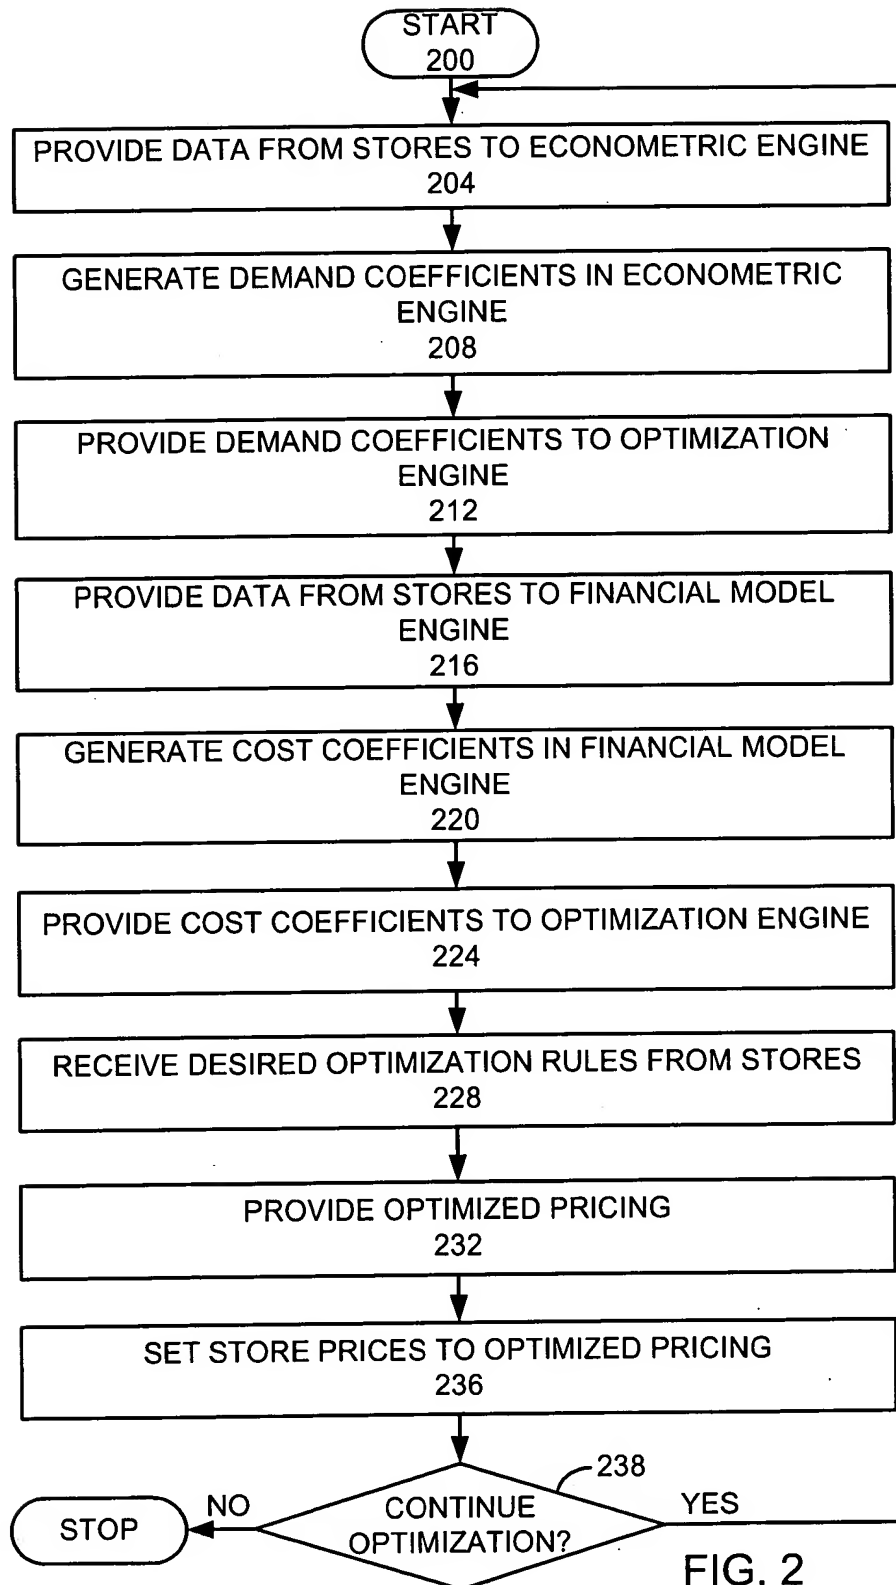 START
200
PROVIDE DATA FROM STORES TO ECONOMETRIC ENGINE
204
GENERATE DEMAND COEFFICIENTS IN ECONOMETRIC
ENGINE
208
PROVIDE DEMAND COEFFICIENTS TO OPTIMIZATION
ENGINE
212
PROVIDE DATA FROM STORES TO FINANCIAL MODEL
ENGINE
216
GENERATE COST COEFFICIENTS IN FINANCIAL MODEL
ENGINE
220
PROVIDE COST COEFFICIENTS TO OPTIMIZATION ENGINE
224
RECEIVE DESIRED OPTIMIZATION RULES FROM STORES
228
PROVIDE OPTIMIZED PRICING
232
SET STORE PRICES TO OPTIMIZED PRICING
236
238
STOP
NO
CONTINUE
OPTIMIZATION?
YES
FIG. 2